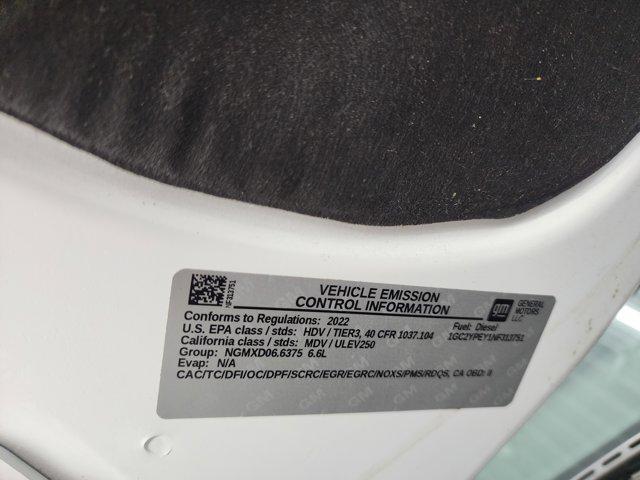 VEHICLE EMISSION
CONTROL INFORMATION
gm GENERAL
MOTORS
LLC
NF313751
Conforms to Regulations: 2022
U.S. EPA class / stds: HDV / TIER3, 40 CFR 1037.104
California class / stds: MDV / ULEV250
Group: NGMXD06.6375 6.6L
Evap: N/A
Fuel: Diesel
1GC2YPEY1NF313751
CAC/TC/DFI/OC/DPF/SCRC/EGR/EGRC/NOXS/PMS/RDQS, CA OBD: II